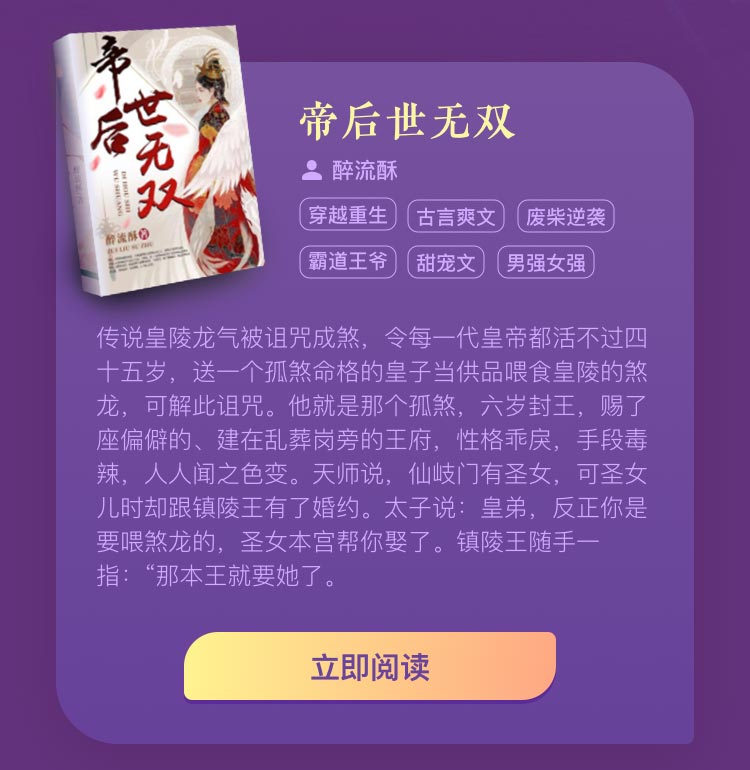 帝后
世无双
DI HOU SHI
WU SHUANG
醉流酥 著
帝后世无双
醉流酥
穿越重生
古言爽文
废柴逆袭
霸道王爷
甜宠文
男强女强
传说皇陵龙气被诅咒成煞，令每一代皇帝都活不过四
十五岁，送一个孤煞命格的皇子当供品喂食皇陵的煞
龙，可解此诅咒。他就是那个孤煞，六岁封王，赐了
座偏僻的、建在乱葬岗旁的王府，性格乖戾，手段毒
辣，人人闻之色变。天师说，仙岐门有圣女，可圣女
儿时却跟镇陵王有了婚约。太子说：皇弟，反正你是
要喂煞龙的，圣女本宫帮你娶了。镇陵王随手一
指：“那本王就要她了。
立即阅读